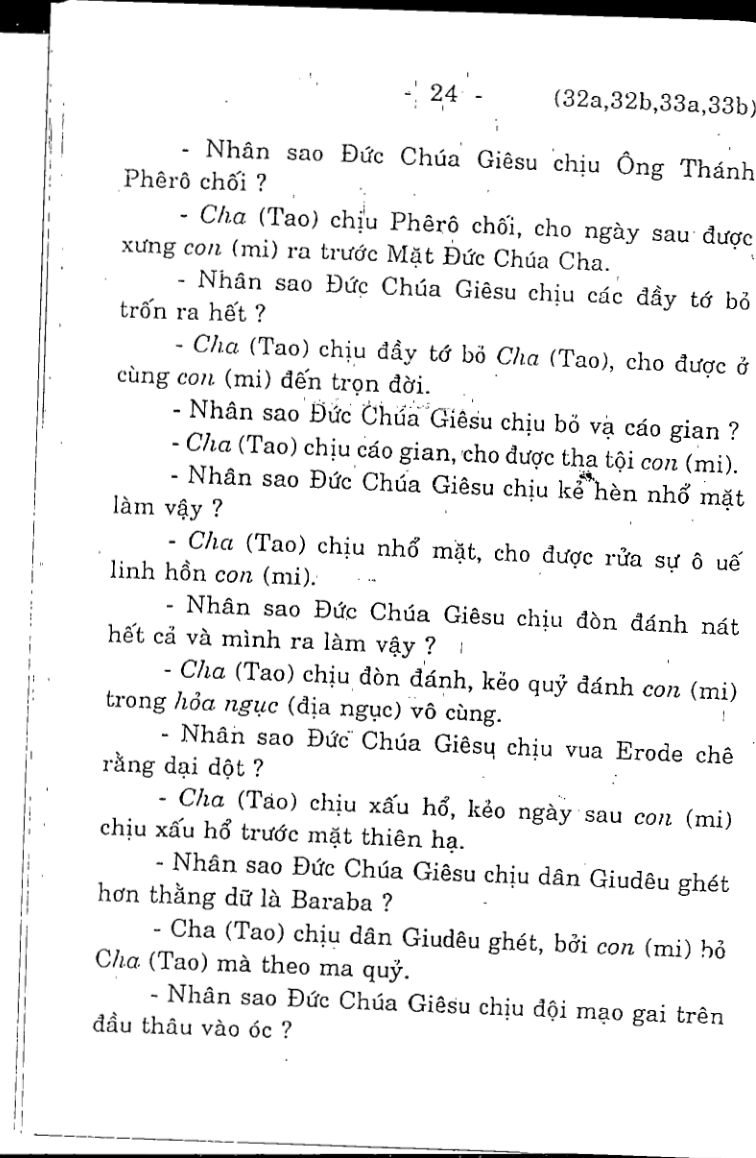 - 24 - (32a,32b,33a,33b)
- Nhân sao Đức Chúa Giêsu chịu Ông Thánh
Phêrô chối ?
- Cha (Tao) chịu Phêrô chối, cho ngày sau được
xưng con (mi) ra trước Mặt Đức Chúa Cha.
- Nhân sao Đức Chúa Giêsu chịu các đầy tớ bỏ
trốn ra hết ?
- Cha (Tao) chịu đầy tớ bỏ Cha (Tao), cho được ở
cùng con (mi) đến trọn đời.
- Nhân sao Đức Chúa Giêsu chịu bỏ vạ cáo gian ?
- Cha (Tao) chịu cáo gian, cho được tha tội con (mi).
- Nhân sao Đức Chúa Giêsu chịu kẻ hèn nhổ mặt
làm vậy ?
- Cha (Tao) chịu nhổ mặt, cho được rửa sự ô uế
linh hồn con (mi).
- Nhân sao Đức Chúa Giêsu chịu đòn đánh nát
hết cả và mình ra làm vậy ?
- Cha (Tao) chịu đòn đánh, kẻo quỷ đánh con (mi)
trong hỏa ngục (địa ngục) vô cùng.
- Nhân sao Đức Chúa Giêsu chịu vua Erode chê
rằng dại dột ?
- Cha (Tao) chịu xấu hổ, kẻo ngày sau con (mi)
chịu xấu hổ trước mặt thiên hạ.
- Nhân sao Đức Chúa Giêsu chịu dân Giudêu ghét
hơn thằng dữ là Baraba ?
- Cha (Tao) chịu dân Giudêu ghét, bởi con (mi) bỏ
Cha (Tao) mà theo ma quỷ.
- Nhân sao Đức Chúa Giêsu chịu đội mạo gai trên
đầu thâu vào óc ?